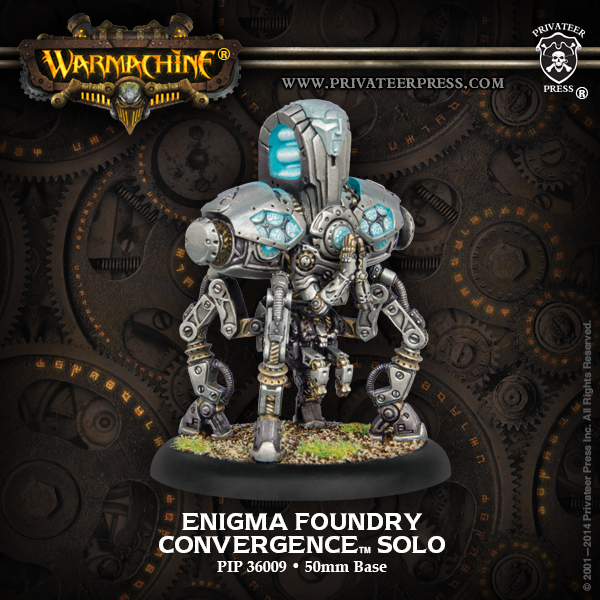 WARMACHINE®
PRIVATEER
PRESS ®
WWW.PRIVATEERPRESS.COM
ENIGMA FOUNDRY
CONVERGENCE™ SOLO
PIP 36009 • 50mm Base
© 2001–2014 Privateer Press Inc. All Rights Reserved.